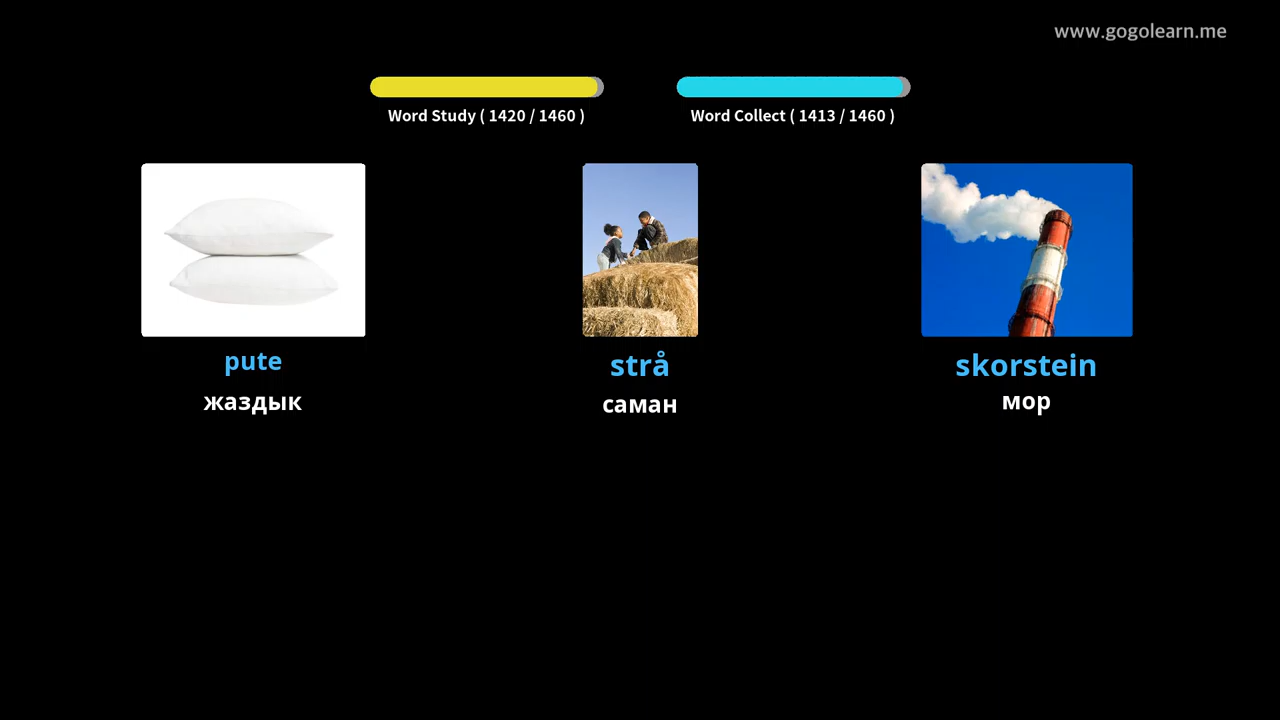 www.gogolearn.me
Word Study ( 1420 / 1460 )
Word Collect ( 1413 / 1460 )
pute
strå
skorstein
жаздык
саман
мор